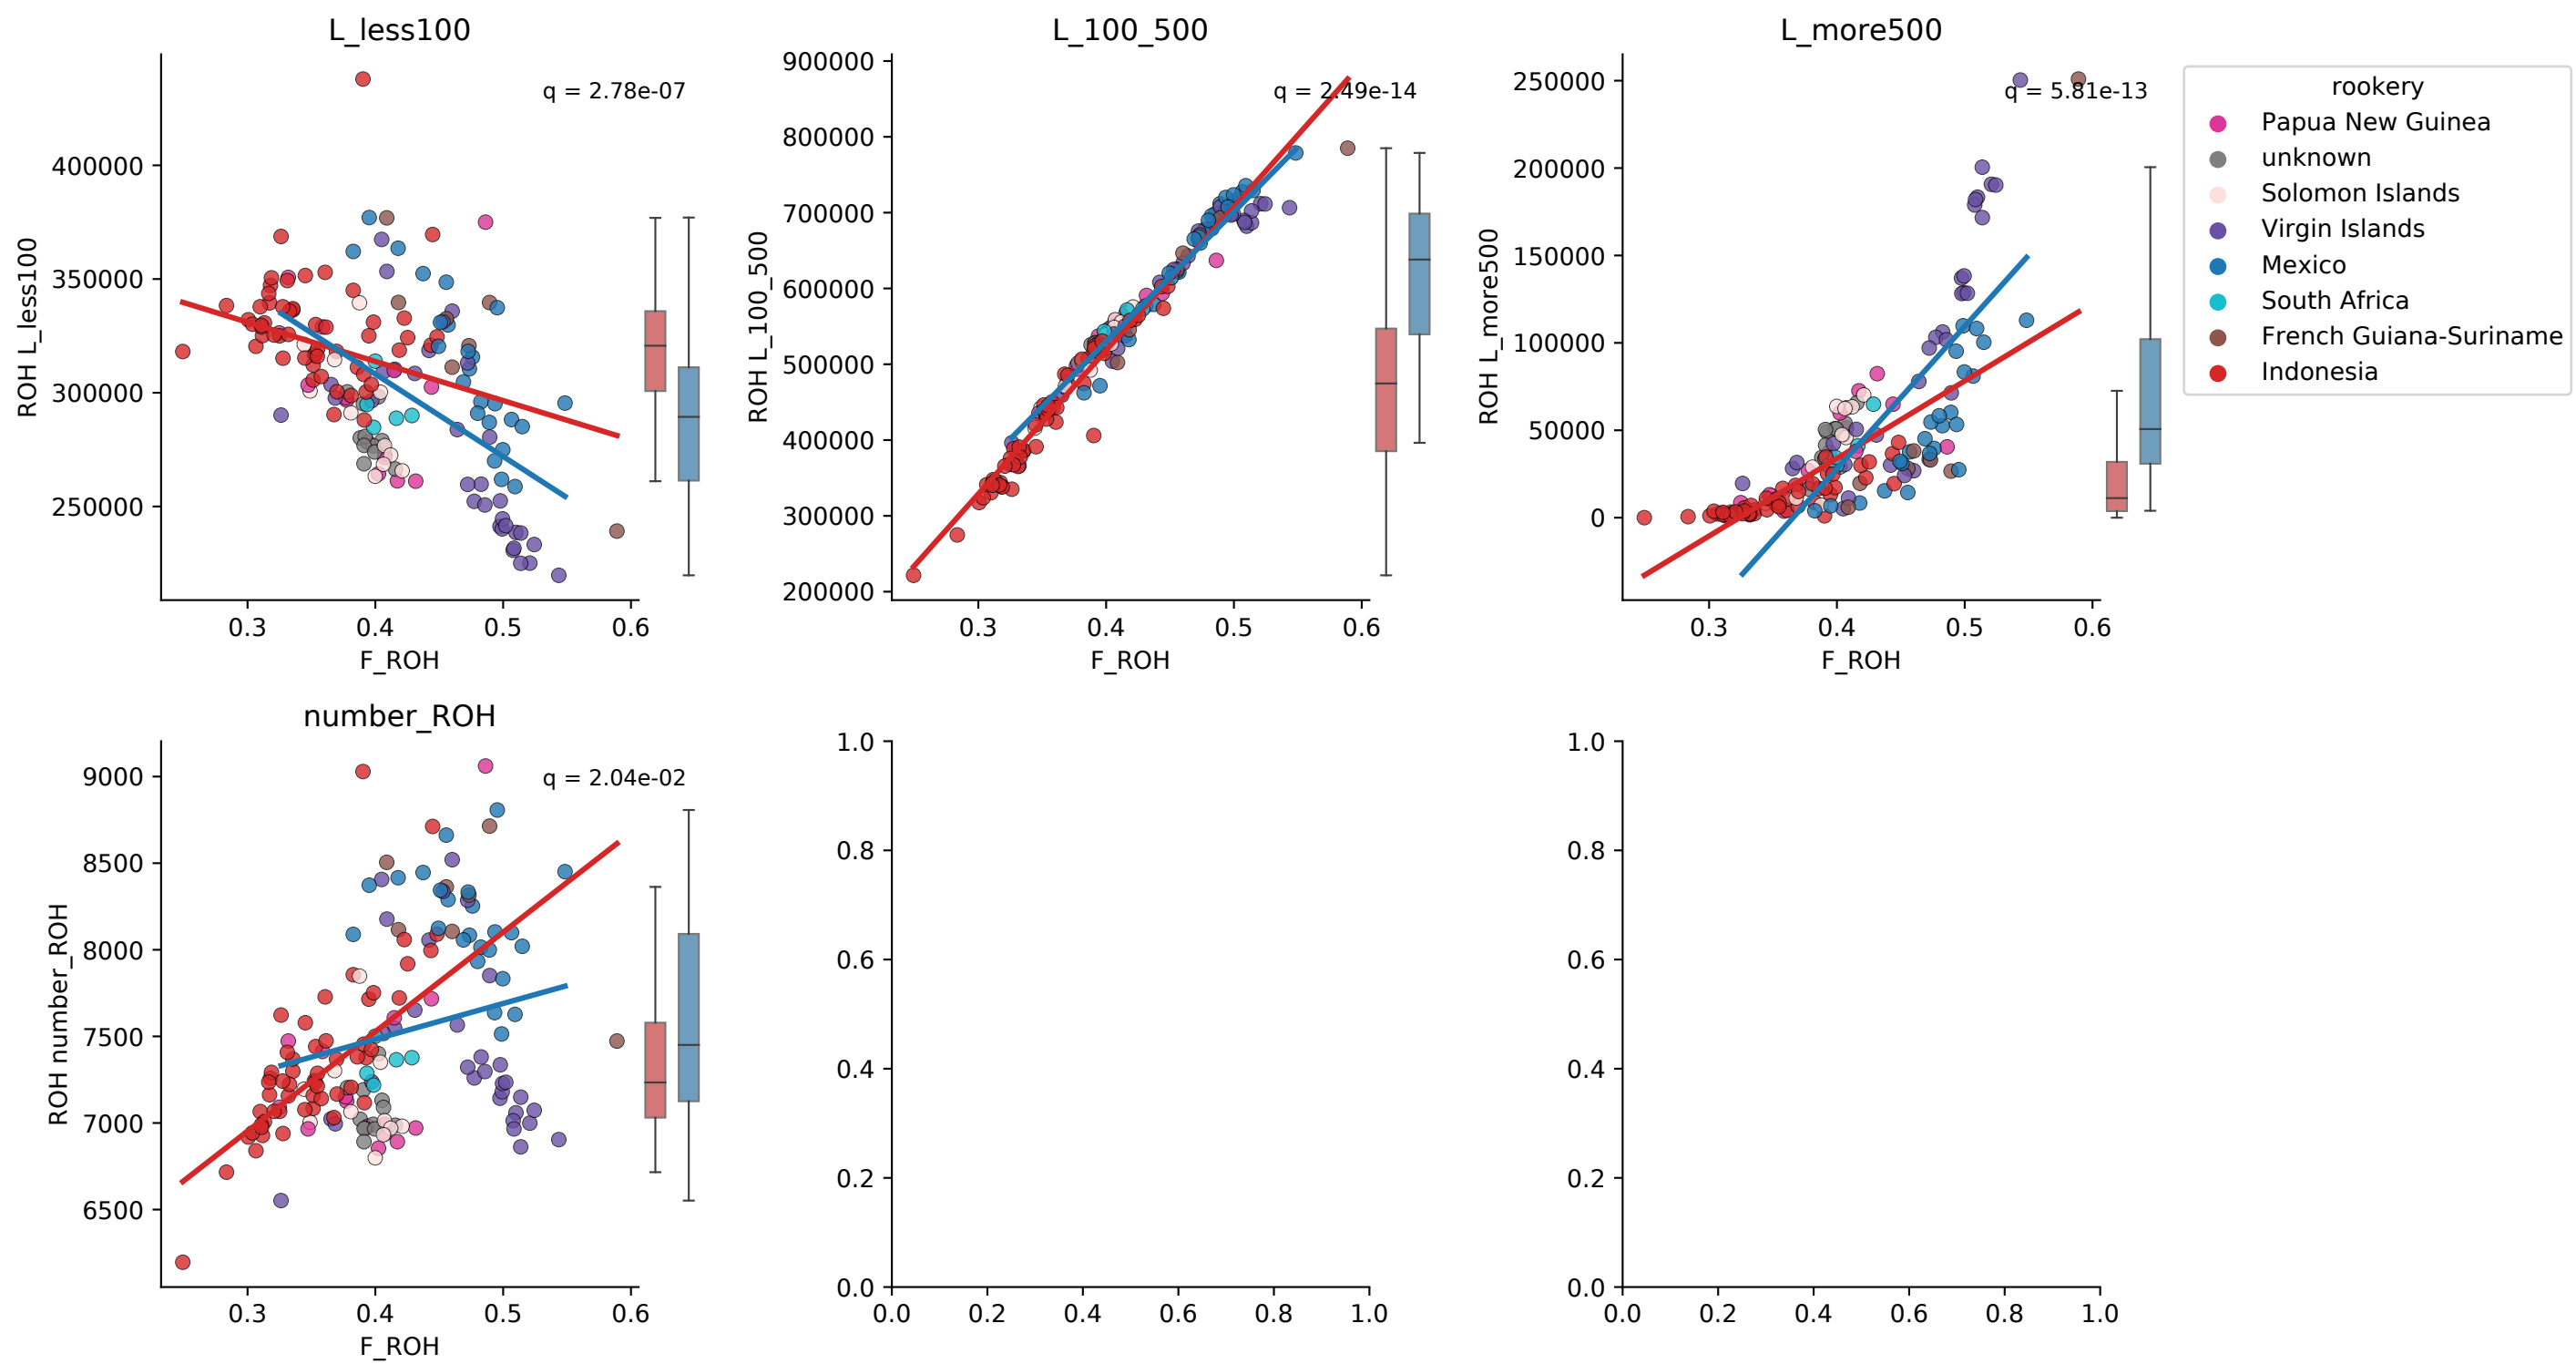 L_less100
q = 2.78e-07
ROH L_less100
400000
350000
300000
250000
0.3 0.4 0.5 0.6
F_ROH
L_100_500
q = 2.49e-14
ROH L_100_500
900000
800000
700000
600000
500000
400000
300000
200000
0.3 0.4 0.5 0.6
F_ROH
L_more500
q = 5.81e-13
ROH L_more500
250000
200000
150000
100000
50000
0
0.3 0.4 0.5 0.6
F_ROH
rookery
Papua New Guinea
unknown
Solomon Islands
Virgin Islands
Mexico
South Africa
French Guiana-Suriname
Indonesia
number_ROH
q = 2.04e-02
ROH number_ROH
9000
8500
8000
7500
7000
6500
0.3 0.4 0.5 0.6
F_ROH
1.0
0.8
0.6
0.4
0.2
0.0
0.0 0.2 0.4 0.6 0.8 1.0
1.0
0.8
0.6
0.4
0.2
0.0
0.0 0.2 0.4 0.6 0.8 1.0